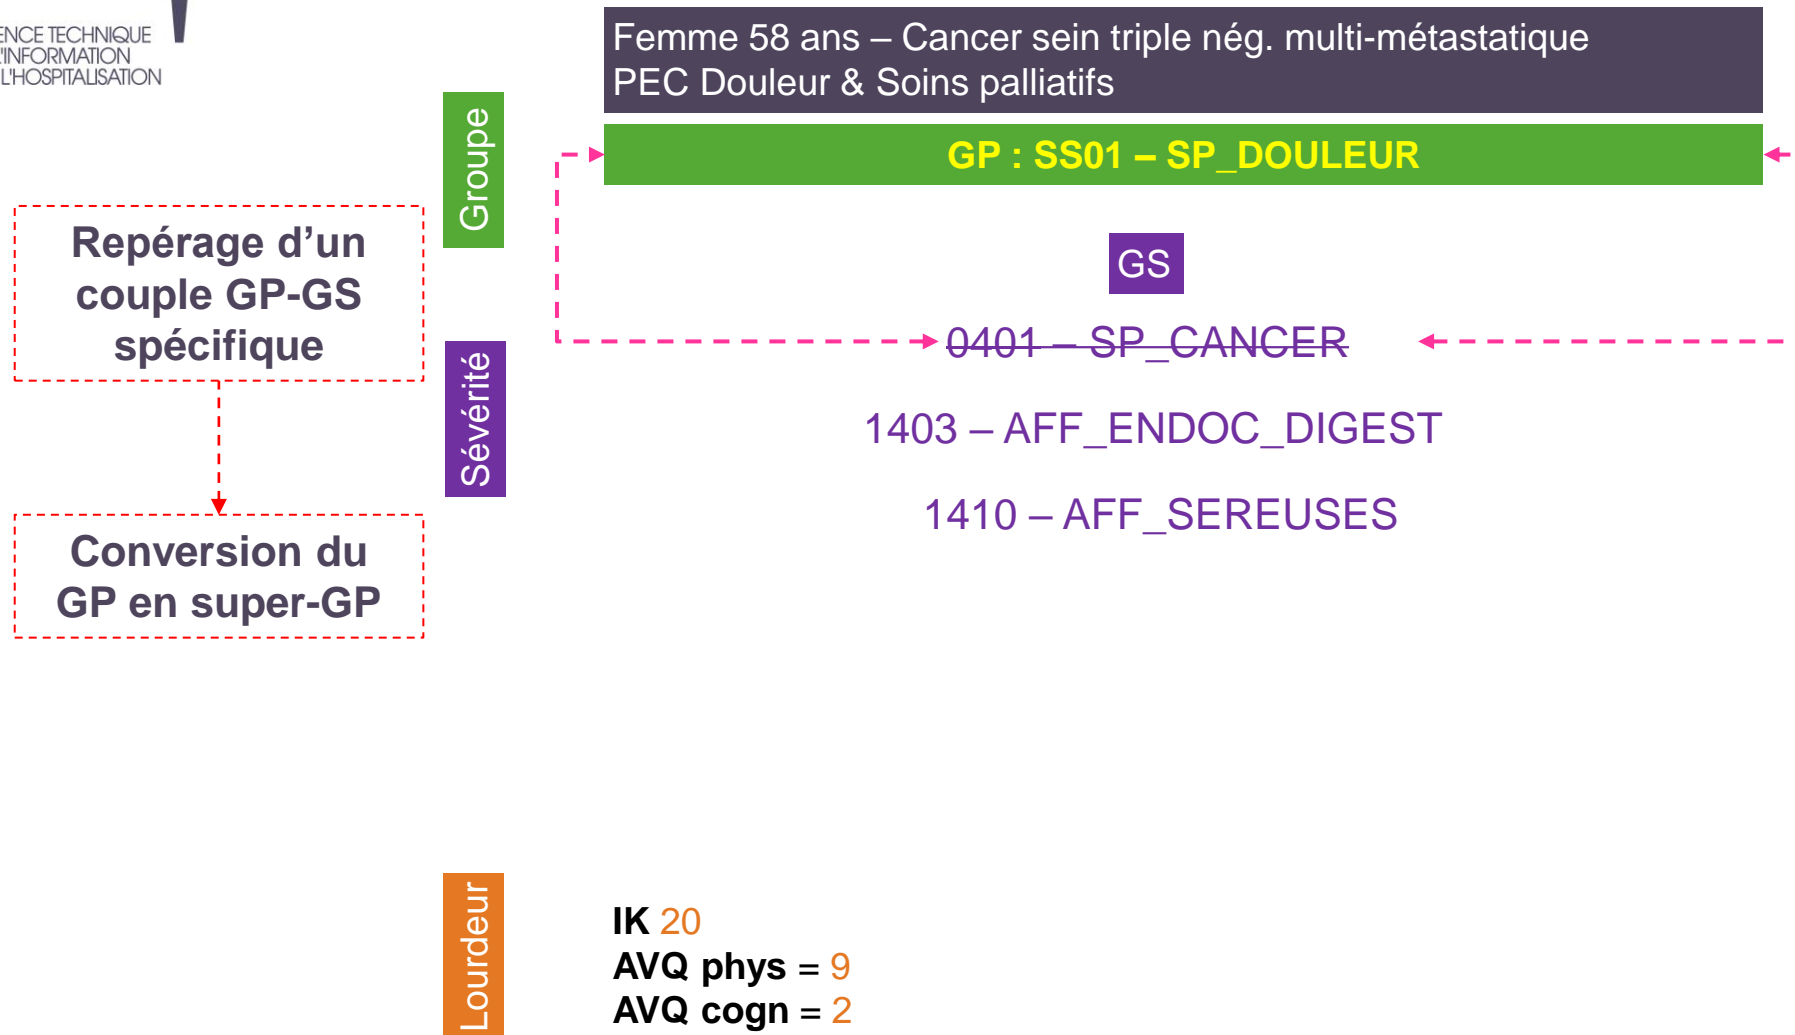 ENCE TECHNIQUE
'INFORMATION
L'HOSPITALISATION
Femme 58 ans – Cancer sein triple nég. multi-métastatique
PEC Douleur & Soins palliatifs
Groupe
GP : SS01 – SP_DOULEUR
Repérage d'un
couple GP-GS
spécifique
GS
0401 – SP_CANCER
Sévérité
1403 – AFF_ENDOC_DIGEST
1410 – AFF_SEREUSES
Conversion du
GP en super-GP
Lourdeur
IK 20
AVQ phys = 9
AVQ cogn = 2